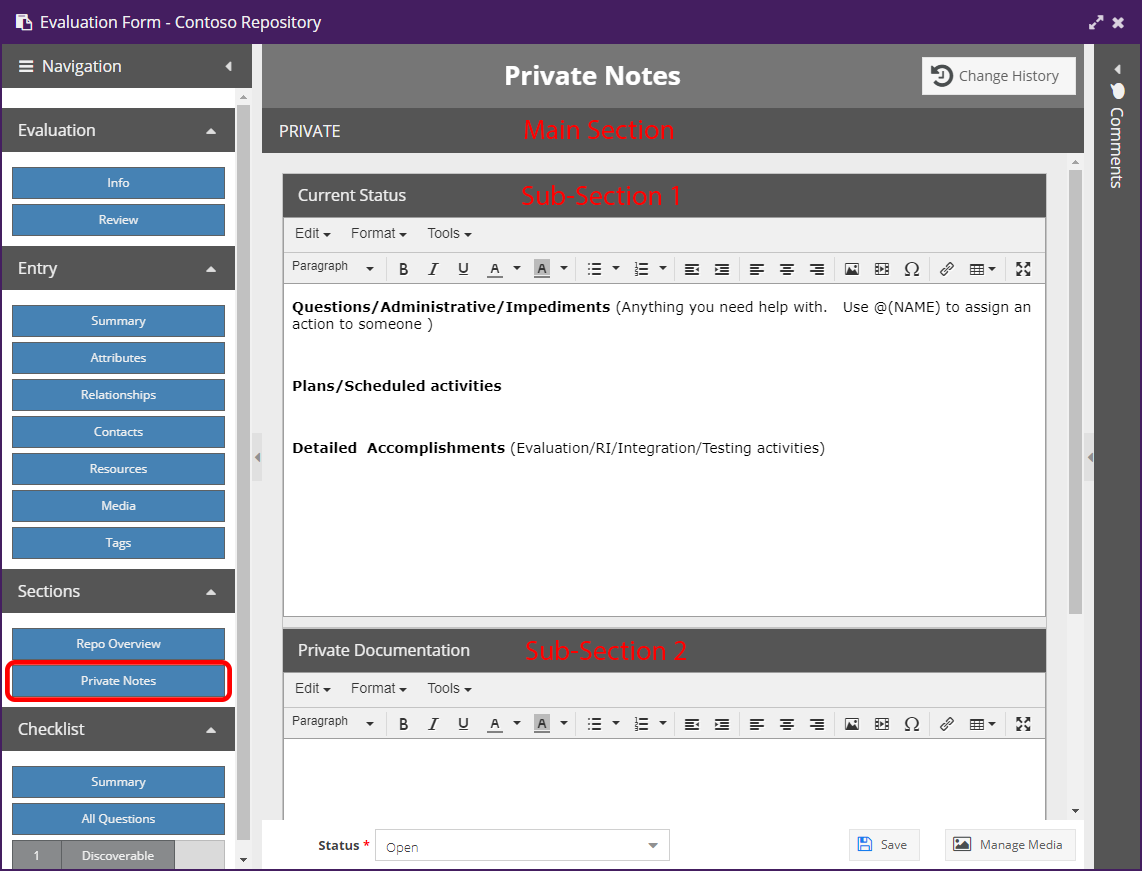 Evaluation Form - Contoso Repository
Navigation
Evaluation
Info
Review
Entry
Summary
Attributes
Relationships
Contacts
Resources
Media
Tags
Sections
Repo Overview
Private Notes
Checklist
Summary
All Questions
1 Discoverable
Private Notes
Change History
PRIVATE Main Section
Current Status Sub-Section 1
Edit Format Tools
Paragraph B I U A A
Questions/Administrative/Impediments (Anything you need help with. Use @(NAME) to assign an
action to someone )
Plans/Scheduled activities
Detailed Accomplishments (Evaluation/RI/Integration/Testing activities)
Private Documentation Sub-Section 2
Edit Format Tools
Paragraph B I U A A
Status * Open Save Manage Media
Comments